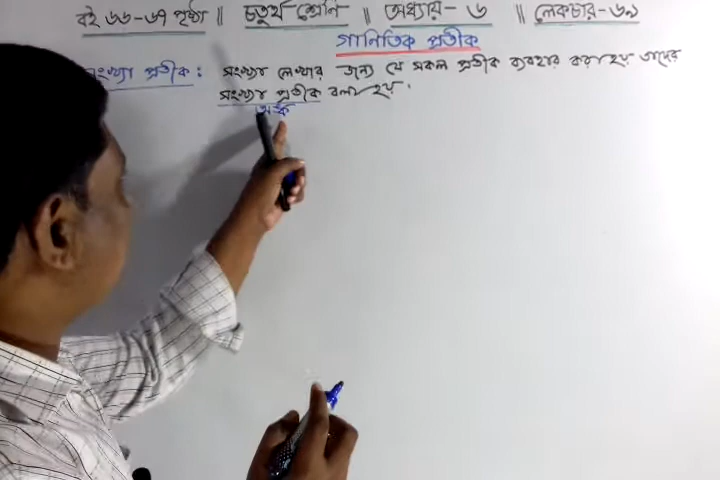 বই ৬৬-৬৭ পৃষ্ঠা || চতুর্থ শ্রেণি || অধ্যায়-৬ || লেকচার-৬৯
গাণিতিক প্রতীক
সংখ্যা প্রতীক : সংখ্যা লেখার জন্য যে সকল প্রতীক ব্যবহার করা হয় তাদের
সংখ্যা প্রতীক বলা হয়.
অঙ্ক